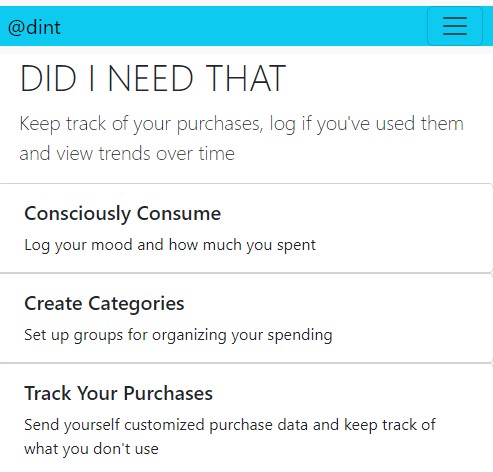 @dint
DID I NEED THAT
Keep track of your purchases, log if you've used them
and view trends over time
Consciously Consume
Log your mood and how much you spent
Create Categories
Set up groups for organizing your spending
Track Your Purchases
Send yourself customized purchase data and keep track of
what you don't use